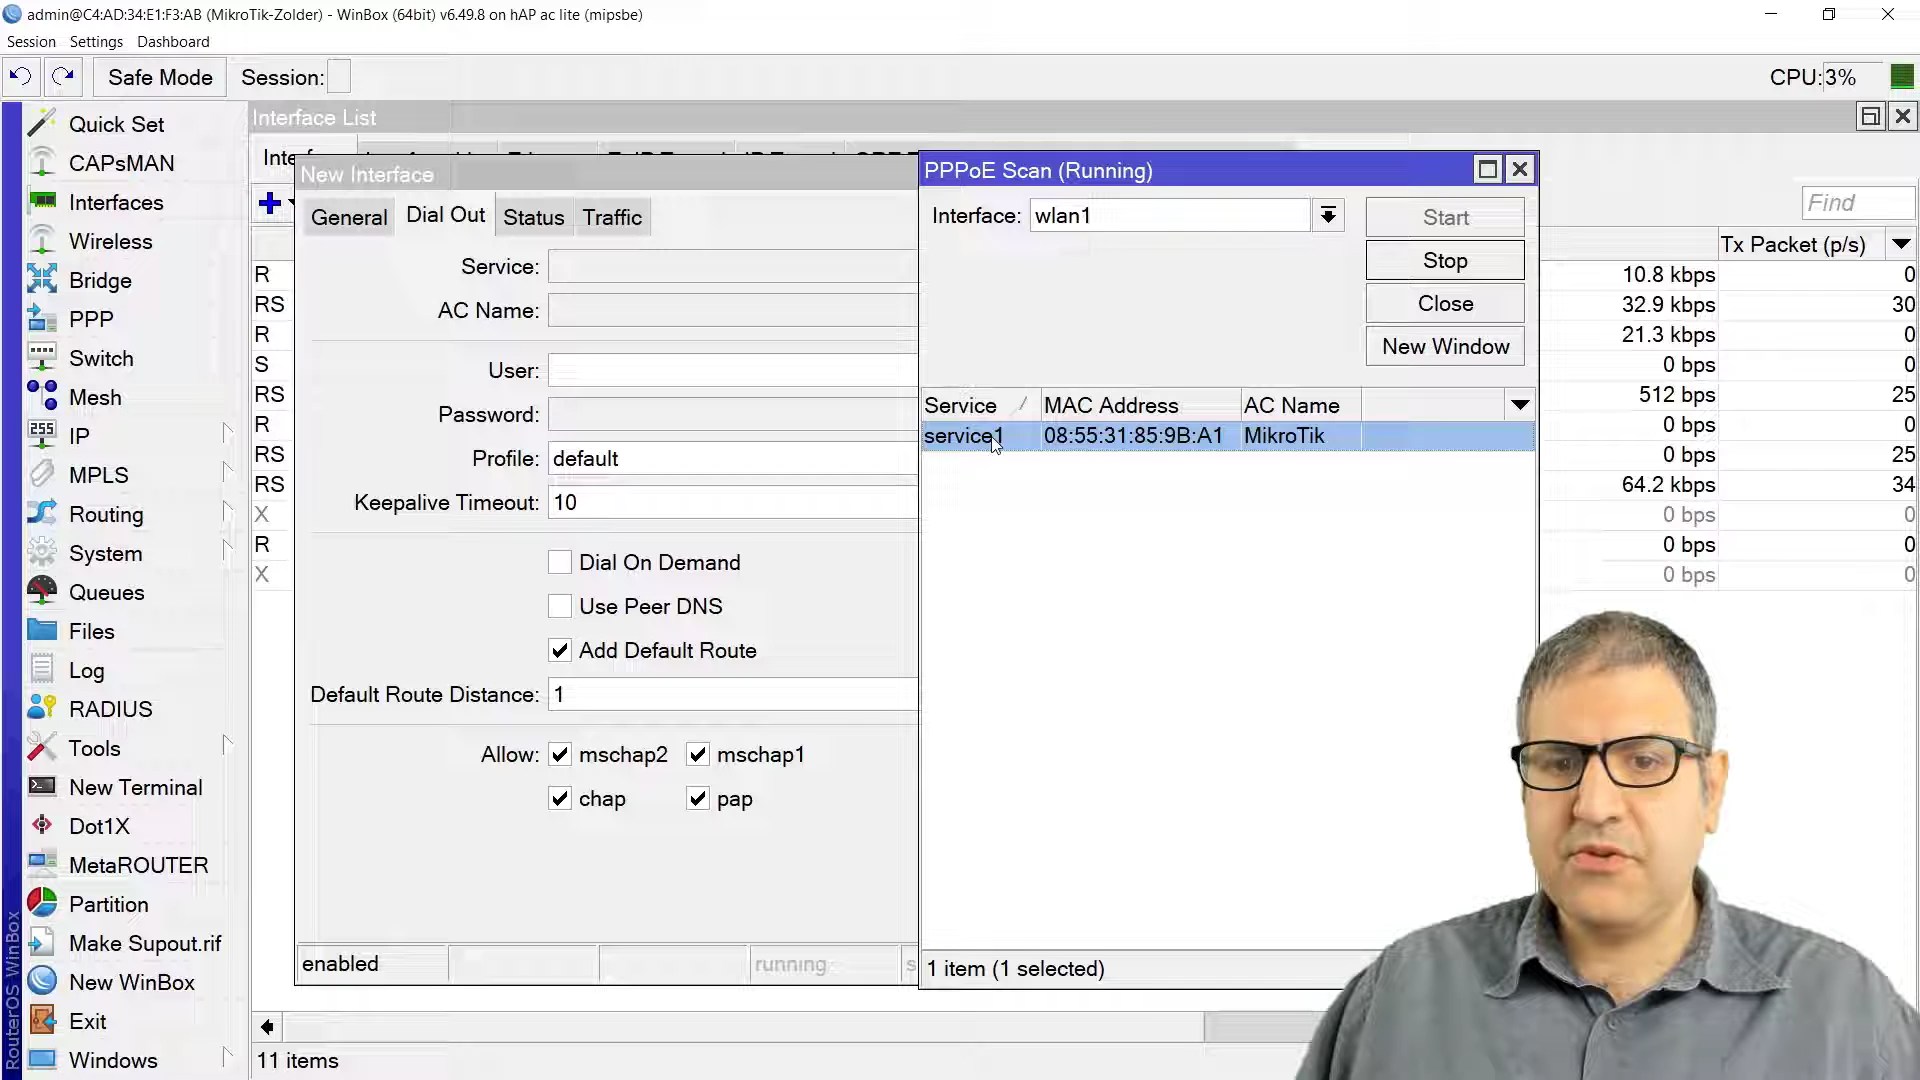 admin@C4:AD:34:E1:F3:AB (MikroTik-Zolder) - WinBox (64bit) v6.49.8 on hAP ac lite (mipsbe)
Session Settings Dashboard
Safe Mode Session: CPU: 3%
Quick Set
CAPsMAN
Interfaces
Wireless
Bridge
PPP
Switch
Mesh
IP
MPLS
Routing
System
Queues
Files
Log
RADIUS
Tools
New Terminal
Dot1X
MetaROUTER
Partition
Make Supout.rif
New WinBox
Exit
Windows
RouterOS WinBox
Interface List
Find
R
RS
R
S
RS
R
RS
RS
X
R
X
New Interface
General Dial Out Status Traffic
Service:
AC Name:
User:
Password:
Profile: default
Keepalive Timeout: 10
Dial On Demand
Use Peer DNS
Add Default Route
Default Route Distance: 1
Allow: mschap2 mschap1
chap pap
enabled running
PPPoE Scan (Running)
Interface: wlan1
Start
Stop
Close
New Window
Service MAC Address AC Name
service1 08:55:31:85:9B:A1 MikroTik
1 item (1 selected)
Tx Packet (p/s)
10.8 kbps 0
32.9 kbps 30
21.3 kbps 0
0 bps 0
512 bps 25
0 bps 0
0 bps 25
64.2 kbps 34
0 bps 0
0 bps 0
0 bps 0
11 items